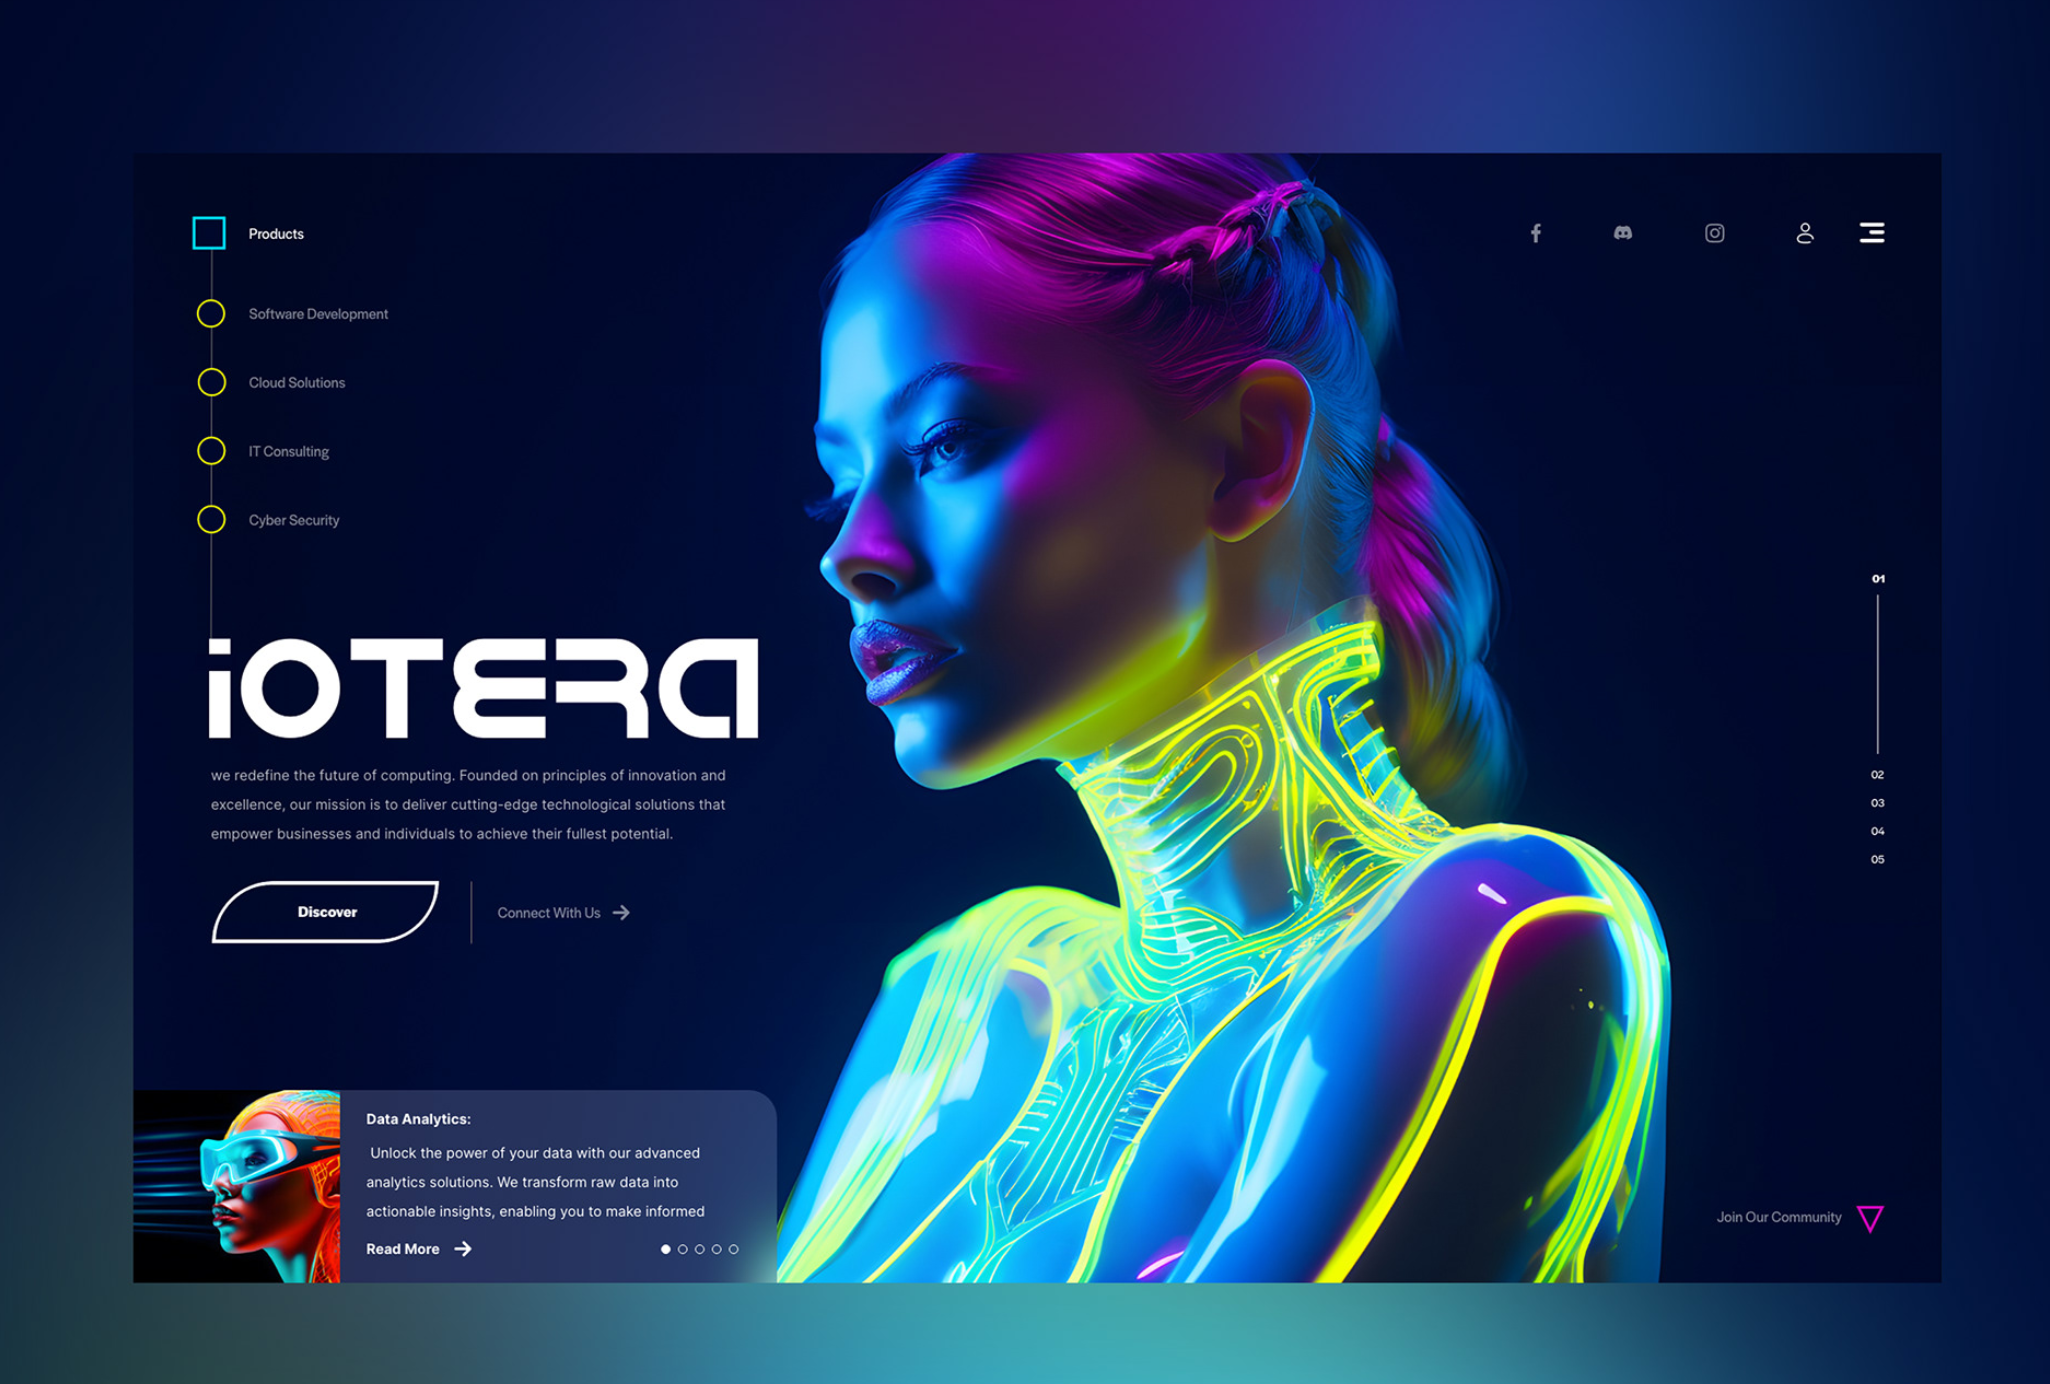 Products
Software Development
Cloud Solutions
IT Consulting
Cyber Security
iOTERA
we redefine the future of computing. Founded on principles of innovation and
excellence, our mission is to deliver cutting-edge technological solutions that
empower businesses and individuals to achieve their fullest potential.
Discover
Connect With Us
01
02
03
04
05
Data Analytics:
Unlock the power of your data with our advanced
analytics solutions. We transform raw data into
actionable insights, enabling you to make informed
Read More
Join Our Community